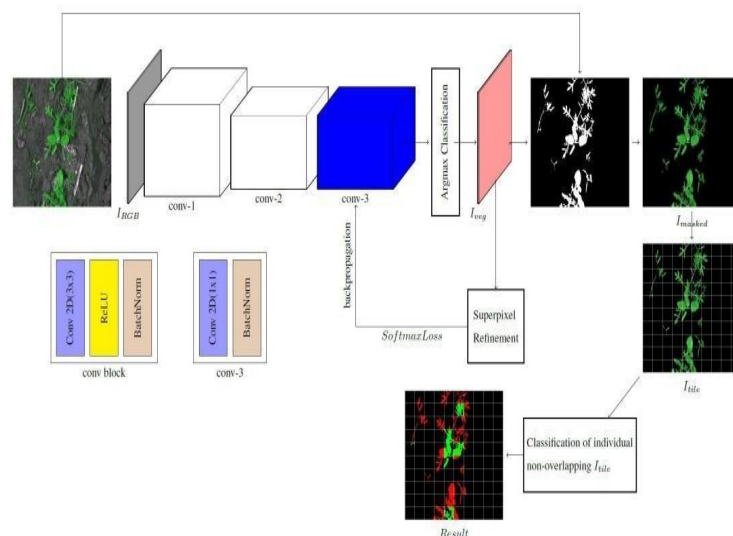 I_RGB
conv-1
conv-2
conv-3
Argmax Classification
I_veg
I_masked
backpropagation
Superpixel
Refinement
SoftmaxLoss
Conv 2D(3x3)
ReLU
BatchNorm
conv block
Conv 2D(1x1)
BatchNorm
conv-3
I_tile
Classification of individual
non-overlapping I_tile
Result